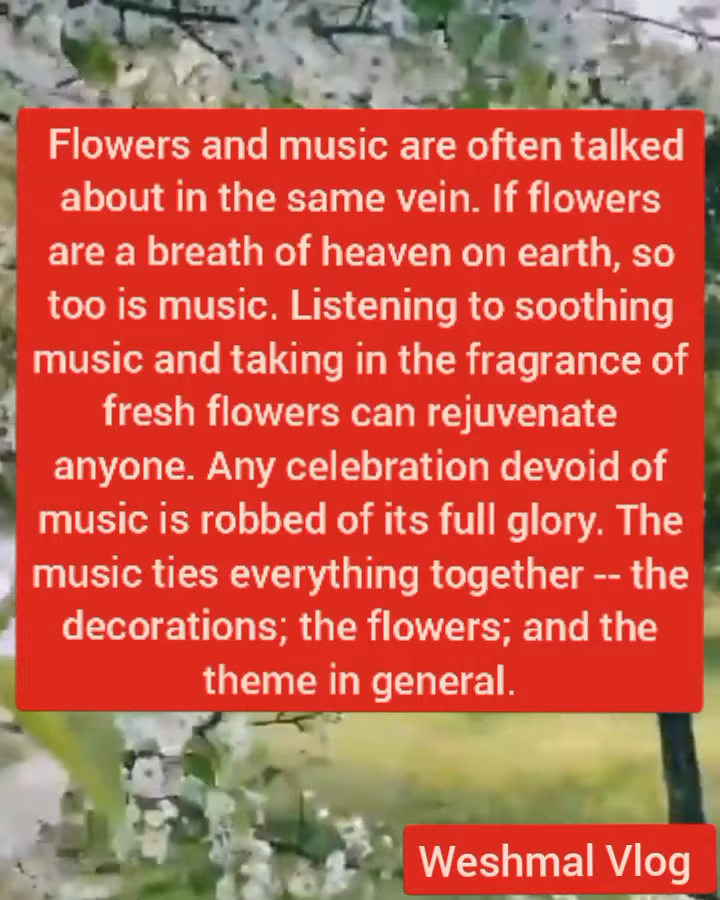 Flowers and music are often talked
about in the same vein. If flowers
are a breath of heaven on earth, so
too is music. Listening to soothing
music and taking in the fragrance of
fresh flowers can rejuvenate
anyone. Any celebration devoid of
music is robbed of its full glory. The
music ties everything together -- the
decorations; the flowers; and the
theme in general.
Weshmal Vlog